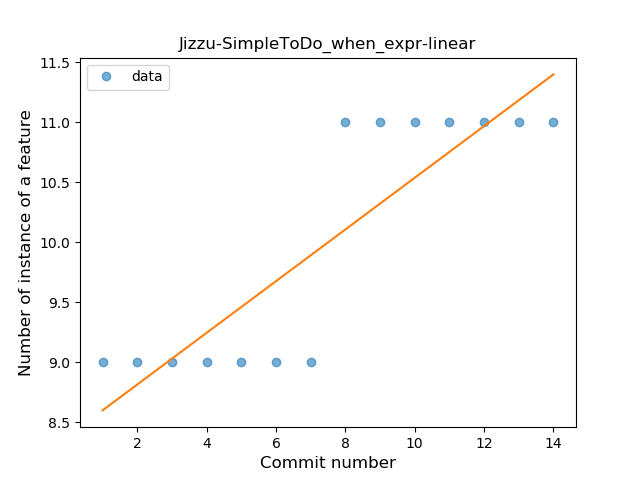 Jizzu-SimpleToDo_when_expr-linear
data
Number of instance of a feature
11.5
11.0
10.5
10.0
9.5
9.0
8.5
2 4 6 8 10 12 14
Commit number